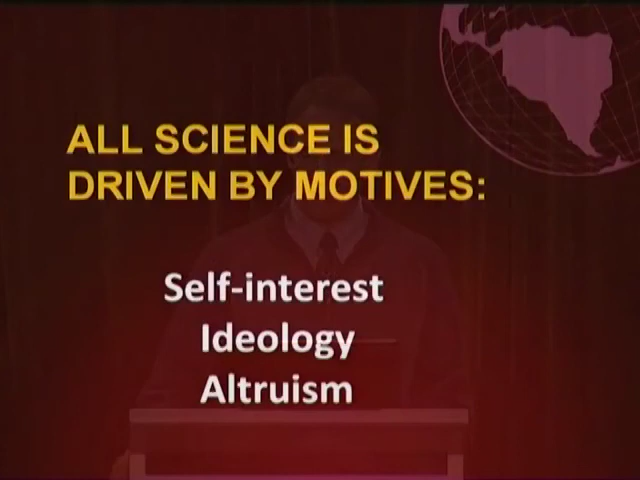 ALL SCIENCE IS
DRIVEN BY MOTIVES:
Self-interest
Ideology
Altruism